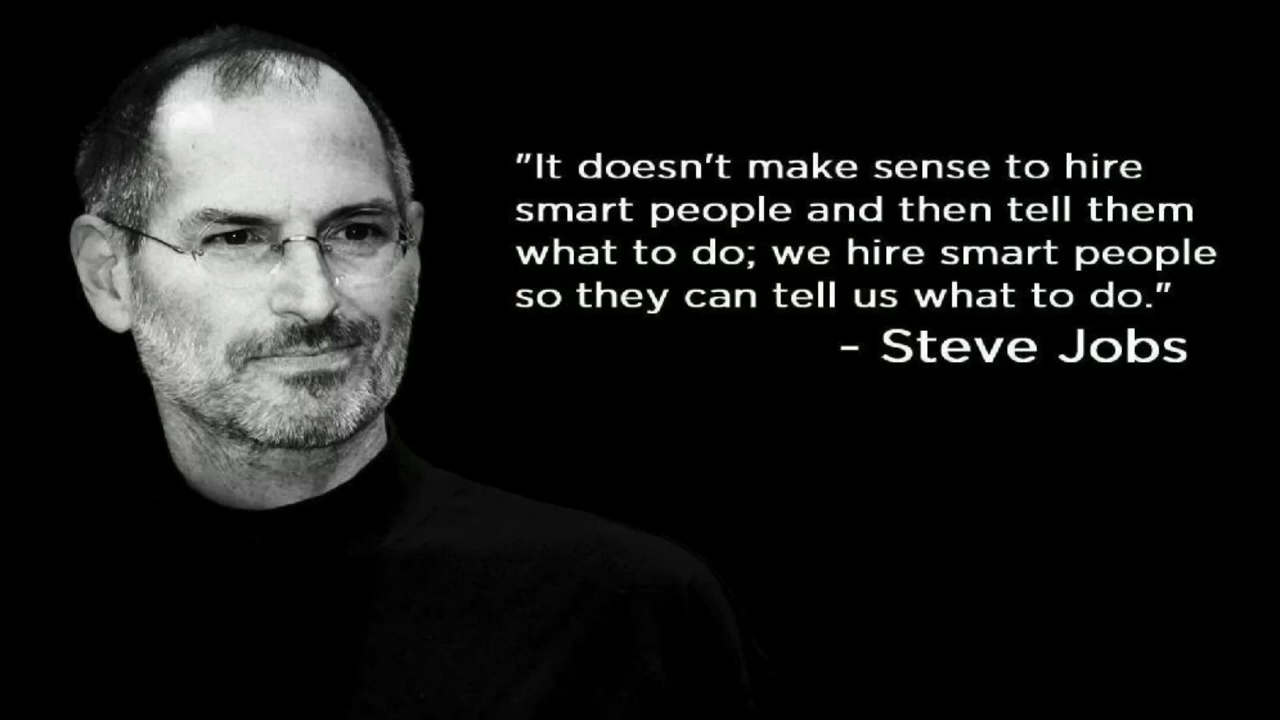 "It doesn't make sense to hire
smart people and then tell them
what to do; we hire smart people
so they can tell us what to do."
- Steve Jobs